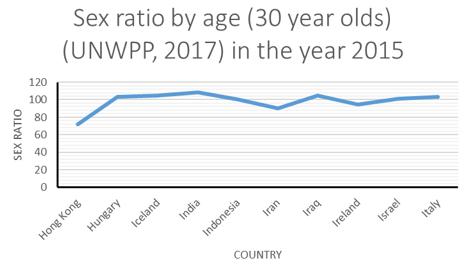 Sex ratio by age (30 year olds)
(UNWPP, 2017) in the year 2015
120
100
80
60
40
20
0
SEX RATIO
Hong Kong
Hungary
Iceland
India
Indonesia
Iran
Iraq
Ireland
Israel
Italy
COUNTRY